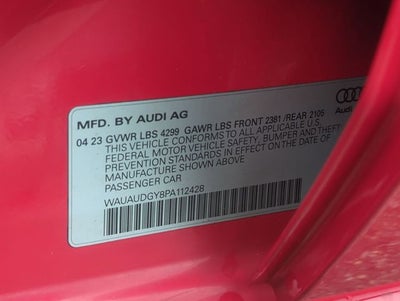 MFD. BY AUDI AG
Audi
04 23 GVWR LBS 4299 GAWR LBS FRONT 2381 /REAR 2105
THIS VEHICLE CONFORMS TO ALL APPLICABLE
FEDERAL MOTOR VEHICLE SAFETY, BUMPER, AND THEFT
PREVENTION STANDARDS IN EFFECT ON THE DATE OF
MANUFACTURE SHOWN ABOVE
PASSENGER CAR
WAUAUDGY8PA112428